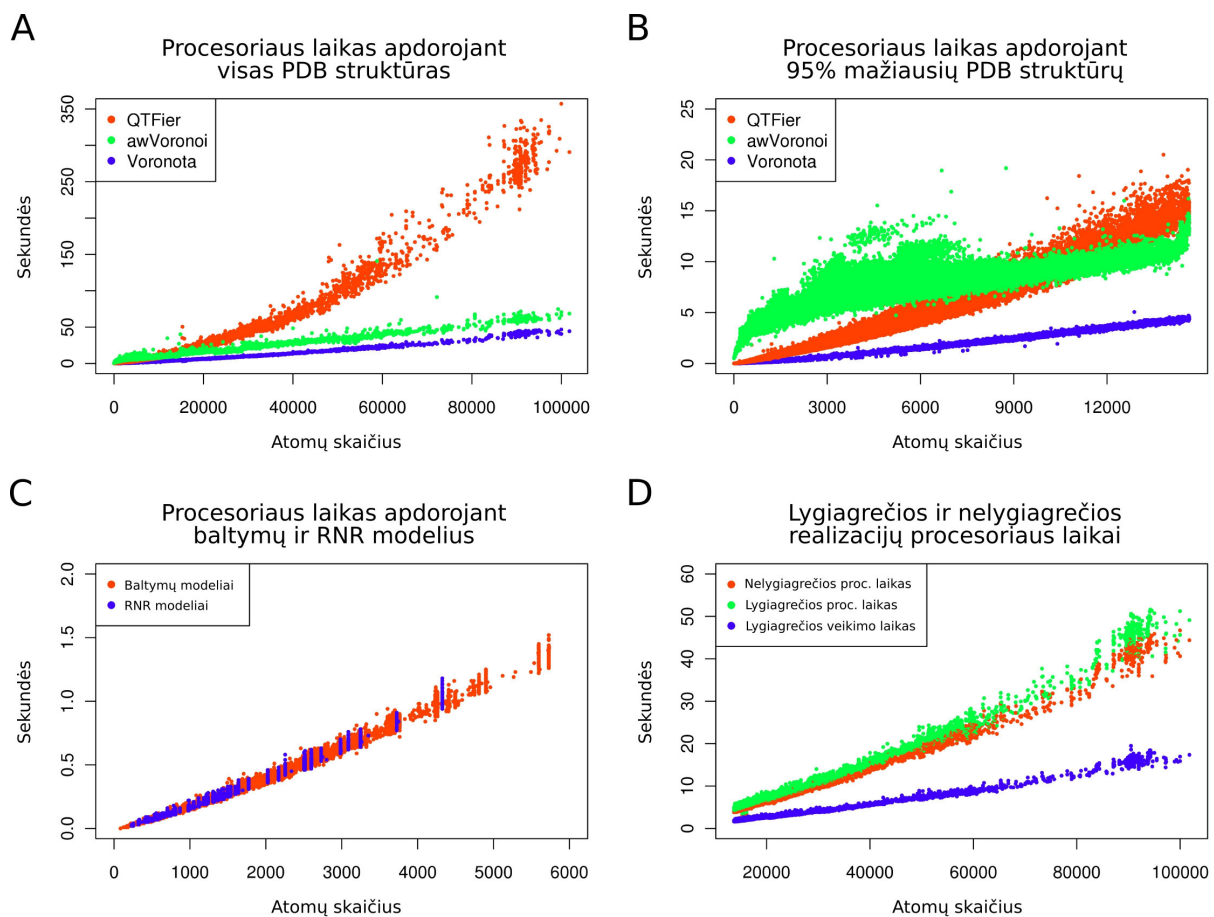 A
Procesoriaus laikas apdorojant
visas PDB struktūras
QTFier
awVoronoi
Voronota
Sekundės
0
50
150
250
350
0
20000
40000
60000
80000
100000
Atomų skaičius
B
Procesoriaus laikas apdorojant
95% mažiausių PDB struktūrų
QTFier
awVoronoi
Voronota
Sekundės
0
5
10
15
20
25
0
3000
6000
9000
12000
Atomų skaičius
C
Procesoriaus laikas apdorojant
baltymų ir RNR modelius
Baltymų modeliai
RNR modeliai
Sekundės
0.0
0.5
1.0
1.5
2.0
0
1000
2000
3000
4000
5000
6000
Atomų skaičius
D
Lygiagrečios ir nelygiagrečios
realizacijų procesoriaus laikai
Nelygiagrečios proc. laikas
Lygiagrečios proc. laikas
Lygiagrečios veikimo laikas
Sekundės
0
10
20
30
40
50
60
20000
40000
60000
80000
100000
Atomų skaičius